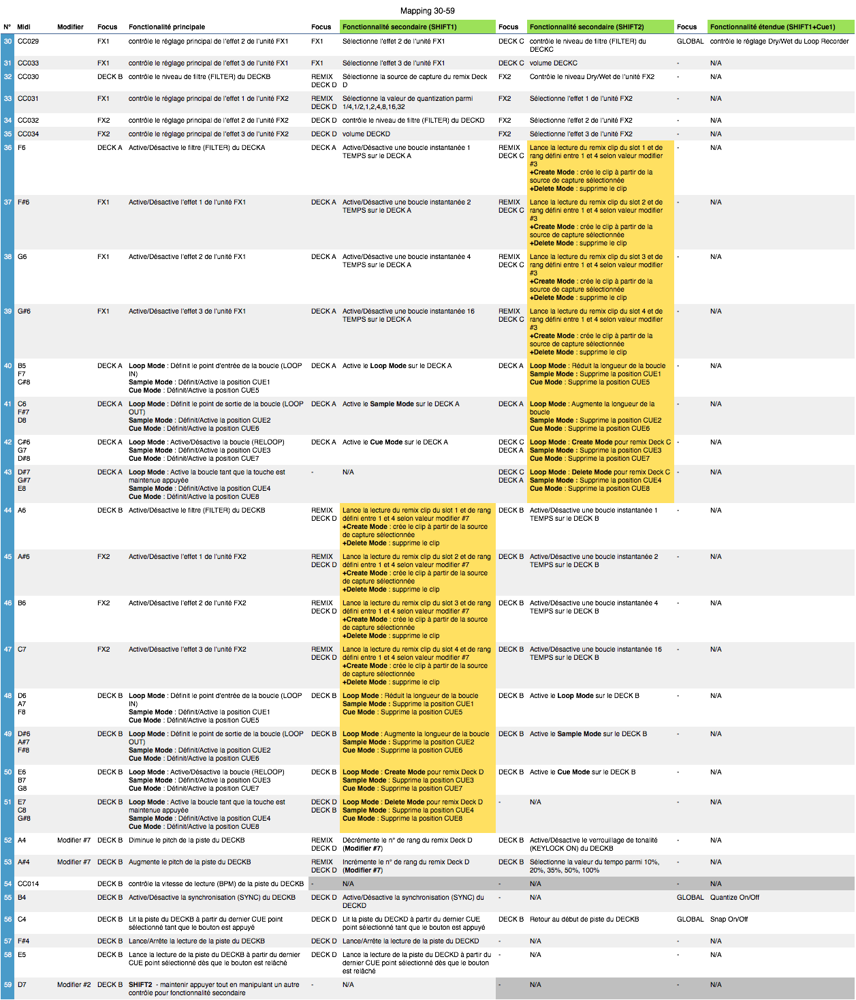 Mapping 30-59
N° Midi Modifier Focus Fonctionalité principale Focus Fonctionnalité secondaire (SHIFT1) Focus Fonctionnalité secondaire (SHIFT2) Focus Fonctionnalité étendue (SHIFT1+Cue1)
30 CC029 FX1 contrôle le réglage principal de l'effet 2 de l'unité FX1 FX1 Sélectionne l'effet 2 de l'unité FX1 DECK C contrôle le niveau de filtre (FILTER) du GLOBAL contrôle le réglage Dry/Wet du Loop Recorder
DECKC
31 CC033 FX1 contrôle le réglage principal de l'effet 3 de l'unité FX1 FX1 Sélectionne l'effet 3 de l'unité FX1 DECK C volume DECKC - N/A
32 CC030 DECK B contrôle le niveau de filtre (FILTER) du DECKB REMIX Sélectionne la source de capture du remix Deck FX2 Contrôle le niveau Dry/Wet de l'unité FX2 - N/A
DECK D D
33 CC031 FX1 contrôle le réglage principal de l'effet 1 de l'unité FX2 REMIX Sélectionne la valeur de quantization parmi FX2 Sélectionne l'effet 1 de l'unité FX2 - N/A
DECK D 1/4,1/2,1,2,4,8,16,32
34 CC032 FX2 contrôle le réglage principal de l'effet 2 de l'unité FX2 DECK D contrôle le niveau de filtre (FILTER) du DECKD FX2 Sélectionne l'effet 2 de l'unité FX2 - N/A
35 CC034 FX2 contrôle le réglage principal de l'effet 3 de l'unité FX2 DECK D volume DECKD FX2 Sélectionne l'effet 3 de l'unité FX2 - N/A
36 F6 DECK A Active/Désactive le filtre (FILTER) du DECKA DECK A Active/Désactive une boucle instantanée 1 REMIX Lance la lecture du remix clip du slot 1 et de - N/A
TEMPS sur le DECK A DECK C rang défini entre 1 et 4 selon valeur modifier
#3
+Create Mode : crée le clip à partir de la
source de capture sélectionnée
+Delete Mode : supprime le clip
37 F#6 FX1 Active/Désactive l'effet 1 de l'unité FX1 DECK A Active/Désactive une boucle instantanée 2 REMIX Lance la lecture du remix clip du slot 2 et de - N/A
TEMPS sur le DECK A DECK C rang défini entre 1 et 4 selon valeur modifier
#3
+Create Mode : crée le clip à partir de la
source de capture sélectionnée
+Delete Mode : supprime le clip
38 G6 FX1 Active/Désactive l'effet 2 de l'unité FX1 DECK A Active/Désactive une boucle instantanée 4 REMIX Lance la lecture du remix clip du slot 3 et de - N/A
TEMPS sur le DECK A DECK C rang défini entre 1 et 4 selon valeur modifier
#3
+Create Mode : crée le clip à partir de la
source de capture sélectionnée
+Delete Mode : supprime le clip
39 G#6 FX1 Active/Désactive l'effet 3 de l'unité FX1 DECK A Active/Désactive une boucle instantanée 16 REMIX Lance la lecture du remix clip du slot 4 et de - N/A
TEMPS sur le DECK A DECK C rang défini entre 1 et 4 selon valeur modifier
#3
+Create Mode : crée le clip à partir de la
source de capture sélectionnée
+Delete Mode : supprime le clip
40 B5 DECK A Loop Mode : Définit le point d'entrée de la boucle (LOOP DECK A Active le Loop Mode sur le DECK A DECK A Loop Mode : Réduit la longueur de la boucle - N/A
F7 IN) Sample Mode : Supprime la position CUE1
C#8 Sample Mode : Définit/Active la position CUE1 Cue Mode : Supprime la position CUE5
Cue Mode : Définit/Active la position CUE5
41 C6 DECK A Loop Mode : Définit le point de sortie de la boucle (LOOP DECK A Active le Sample Mode sur le DECK A DECK A Loop Mode : Augmente la longueur de la - N/A
F#7 OUT) boucle
D8 Sample Mode : Définit/Active la position CUE2 Sample Mode : Supprime la position CUE2
Cue Mode : Définit/Active la position CUE6 Cue Mode : Supprime la position CUE6
42 C#6 DECK A Loop Mode : Active/Désactive la boucle (RELOOP) DECK A Active le Cue Mode sur le DECK A DECK C Loop Mode : Create Mode pour remix Deck C - N/A
G7 Sample Mode : Définit/Active la position CUE3 DECK A Sample Mode : Supprime la position CUE3
D#8 Cue Mode : Définit/Active la position CUE7 Cue Mode : Supprime la position CUE7
43 D#7 DECK A Loop Mode : Active la boucle tant que la touche est - N/A DECK C Loop Mode : Delete Mode pour remix Deck C - N/A
G#7 maintenue appuyée DECK A Sample Mode : Supprime la position CUE4
E8 Sample Mode : Définit/Active la position CUE4 Cue Mode : Supprime la position CUE8
Cue Mode : Définit/Active la position CUE8
44 A6 DECK B Active/Désactive le filtre (FILTER) du DECKB REMIX Lance la lecture du remix clip du slot 1 et de rang DECK B Active/Désactive une boucle instantanée 1 - N/A
DECK D défini entre 1 et 4 selon valeur modifier #7 TEMPS sur le DECK B
+Create Mode : crée le clip à partir de la source
de capture sélectionnée
+Delete Mode : supprime le clip
45 A#6 FX2 Active/Désactive l'effet 1 de l'unité FX2 REMIX Lance la lecture du remix clip du slot 2 et de rang DECK B Active/Désactive une boucle instantanée 2 - N/A
DECK D défini entre 1 et 4 selon valeur modifier #7 TEMPS sur le DECK B
+Create Mode : crée le clip à partir de la source
de capture sélectionnée
+Delete Mode : supprime le clip
46 B6 FX2 Active/Désactive l'effet 2 de l'unité FX2 REMIX Lance la lecture du remix clip du slot 3 et de rang DECK B Active/Désactive une boucle instantanée 4 - N/A
DECK D défini entre 1 et 4 selon valeur modifier #7 TEMPS sur le DECK B
+Create Mode : crée le clip à partir de la source
de capture sélectionnée
+Delete Mode : supprime le clip
47 C7 FX2 Active/Désactive l'effet 3 de l'unité FX2 REMIX Lance la lecture du remix clip du slot 4 et de rang DECK B Active/Désactive une boucle instantanée 16 - N/A
DECK D défini entre 1 et 4 selon valeur modifier #7 TEMPS sur le DECK B
+Create Mode : crée le clip à partir de la source
de capture sélectionnée
+Delete Mode : supprime le clip
48 D6 DECK B Loop Mode : Définit le point d'entrée de la boucle (LOOP DECK B Loop Mode : Réduit la longueur de la boucle DECK B Active le Loop Mode sur le DECK B - N/A
A7 IN) Sample Mode : Supprime la position CUE1
F8 Sample Mode : Définit/Active la position CUE1 Cue Mode : Supprime la position CUE5
Cue Mode : Définit/Active la position CUE5
49 D#6 DECK B Loop Mode : Définit le point de sortie de la boucle (LOOP DECK B Loop Mode : Augmente la longueur de la boucle DECK B Active le Sample Mode sur le DECK B - N/A
A#7 OUT) Sample Mode : Supprime la position CUE2
F#8 Sample Mode : Définit/Active la position CUE2 Cue Mode : Supprime la position CUE6
Cue Mode : Définit/Active la position CUE6
50 E6 DECK B Loop Mode : Active/Désactive la boucle (RELOOP) DECK B Loop Mode : Create Mode pour remix Deck D DECK B Active le Cue Mode sur le DECK B - N/A
B7 Sample Mode : Définit/Active la position CUE3 Sample Mode : Supprime la position CUE3
G8 Cue Mode : Définit/Active la position CUE7 Cue Mode : Supprime la position CUE7
51 E7 DECK B Loop Mode : Active la boucle tant que la touche est DECK D Loop Mode : Delete Mode pour remix Deck D - N/A - N/A
C8 maintenue appuyée DECK B Sample Mode : Supprime la position CUE4
G#8 Sample Mode : Définit/Active la position CUE4 Cue Mode : Supprime la position CUE8
Cue Mode : Définit/Active la position CUE8
52 A4 Modifier #7 DECK B Diminue le pitch de la piste du DECKB REMIX Décrémente le n° de rang du remix Deck D DECK B Active/Désactive le verrouillage de tonalité - N/A
DECK D (Modifier #7) (KEYLOCK ON) du DECKB
53 A#4 Modifier #7 DECK B Augmente le pitch de la piste du DECKB REMIX Incrémente le n° de rang du remix Deck D DECK B Sélectionne la valeur du tempo parmi 10%, - N/A
DECK D (Modifier #7) 20%, 35%, 50%, 100%
54 CC014 DECK B contrôle la vitesse de lecture (BPM) de la piste du DECKB - N/A - N/A - N/A
55 B4 DECK B Active/Désactive la synchronisation (SYNC) du DECKB DECK D Active/Désactive la synchronisation (SYNC) du - N/A GLOBAL Quantize On/Off
DECKD
56 C4 DECK B Lit la piste du DECKB à partir du dernier CUE point DECK D Lit la piste du DECKD à partir du dernier CUE DECK B Retour au début de piste du DECKB GLOBAL Snap On/Off
sélectionné tant que le bouton est appuyé point sélectionné tant que le bouton est appuyé
57 F#4 DECK B Lance/Arrête la lecture de la piste du DECKB DECK D Lance/Arrête la lecture de la piste du DECKD - N/A - N/A
58 E5 DECK B Lance la lecture de la piste du DECKB à partir du dernier DECK D Lance la lecture de la piste du DECKD à partir du - N/A - N/A
CUE point sélectionné dès que le bouton est relâché dernier CUE point sélectionné dès que le bouton
est relâché
59 D7 Modifier #2 DECK B SHIFT2 - maintenir appuyer tout en manipulant un autre - N/A - N/A - N/A
contrôle pour fonctionnalité secondaire